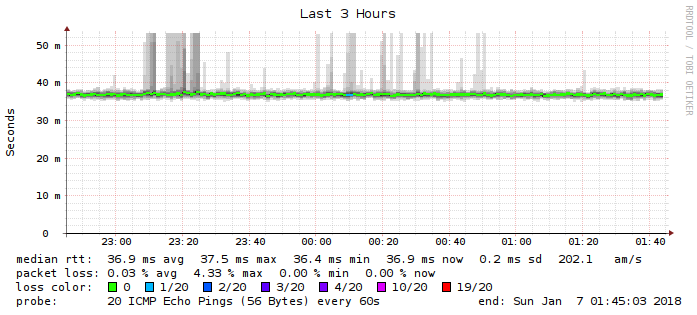 Last 3 Hours
RRDTOOL / TOBI OETIKER
Seconds
50 m
40 m
30 m
20 m
10 m
0
23:00 23:20 23:40 00:00 00:20 00:40 01:00 01:20 01:40
median rtt: 36.9 ms avg 37.5 ms max 36.4 ms min 36.9 ms now 0.2 ms sd 202.1 am/s
packet loss: 0.03 % avg 4.33 % max 0.00 % min 0.00 % now
loss color: 0 1/20 2/20 3/20 4/20 10/20 19/20
probe: 20 ICMP Echo Pings (56 Bytes) every 60s end: Sun Jan 7 01:45:03 2018